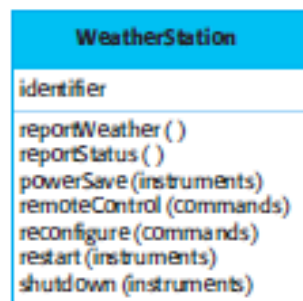 WeatherStation
identifier
reportWeather ( )
reportStatus ( )
powerSave (instruments)
remoteControl (commands)
reconfigure (commands)
restart (instruments)
shutdown (instruments)